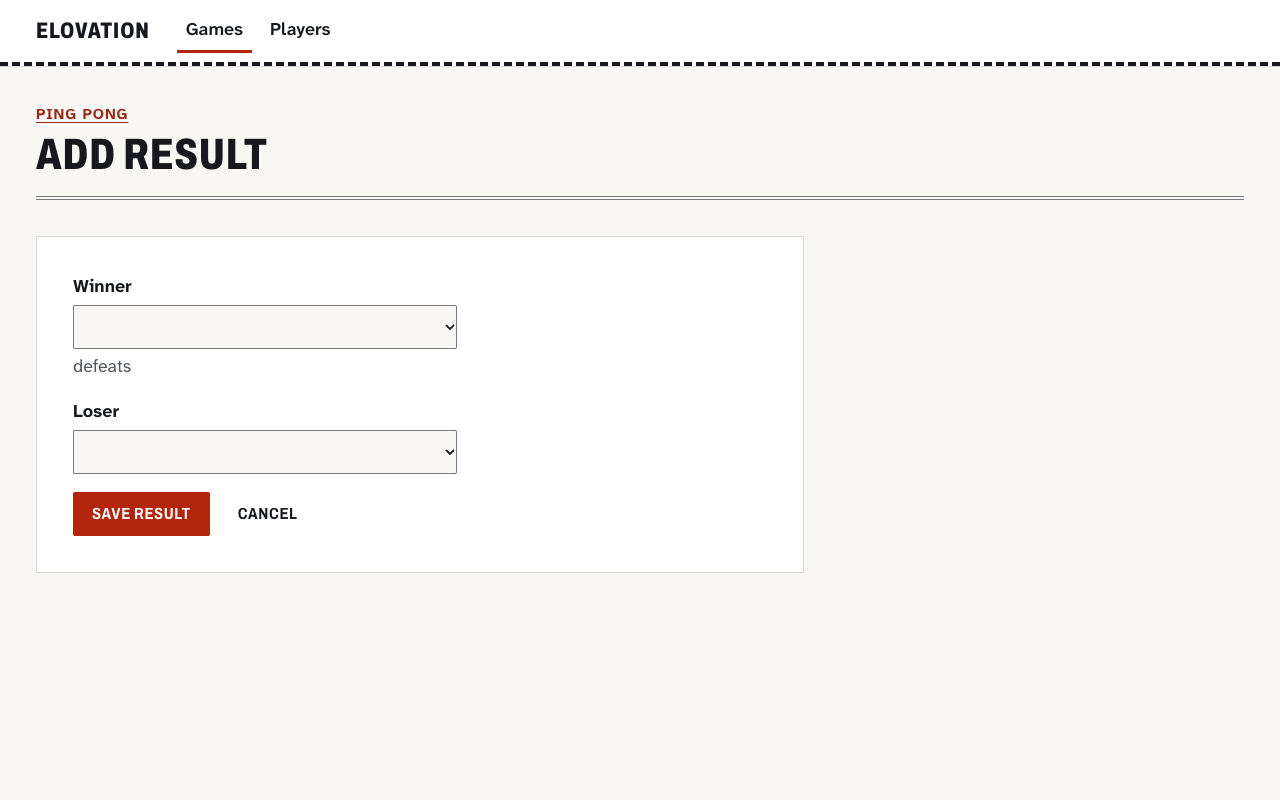 ELOVATION Games Players
PING PONG
ADD RESULT
Winner
defeats
Loser
SAVE RESULT CANCEL